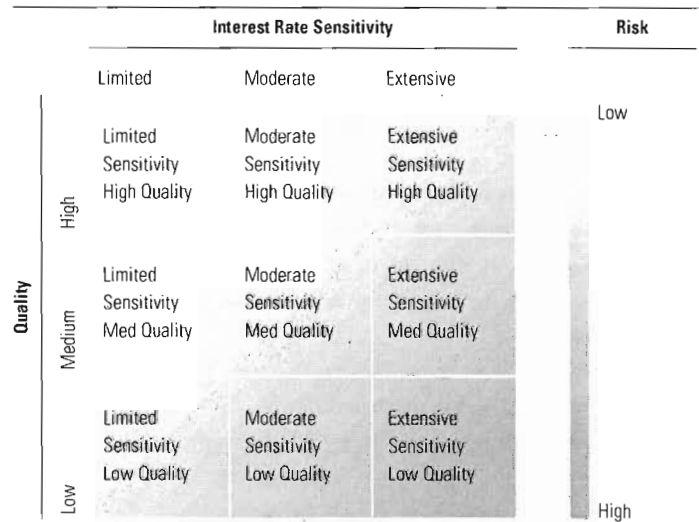 Interest Rate Sensitivity Risk
Limited Moderate Extensive
Low
Limited Moderate Extensive
Sensitivity Sensitivity Sensitivity
High Quality High Quality High Quality
High
Limited Moderate Extensive
Sensitivity Sensitivity Sensitivity
Med Quality Med Quality Med Quality
Quality
Medium
Limited Moderate Extensive
Sensitivity Sensitivity Sensitivity
Low Quality Low Quality Low Quality
Low
High